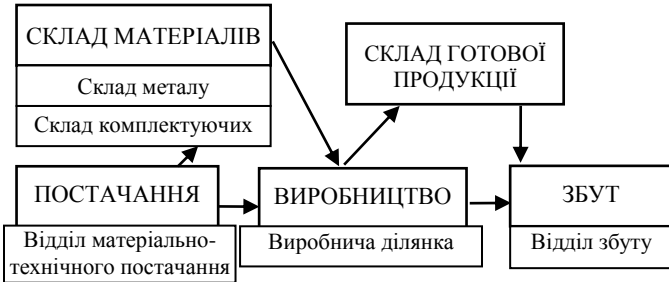 СКЛАД МАТЕРІАЛІВ
Склад металу
Склад комплектуючих
СКЛАД ГОТОВОЇ
ПРОДУКЦІЇ
ПОСТАЧАННЯ
Відділ матеріально-
технічного постачання
ВИРОБНИЦТВО
Виробнича ділянка
ЗБУТ
Відділ збуту